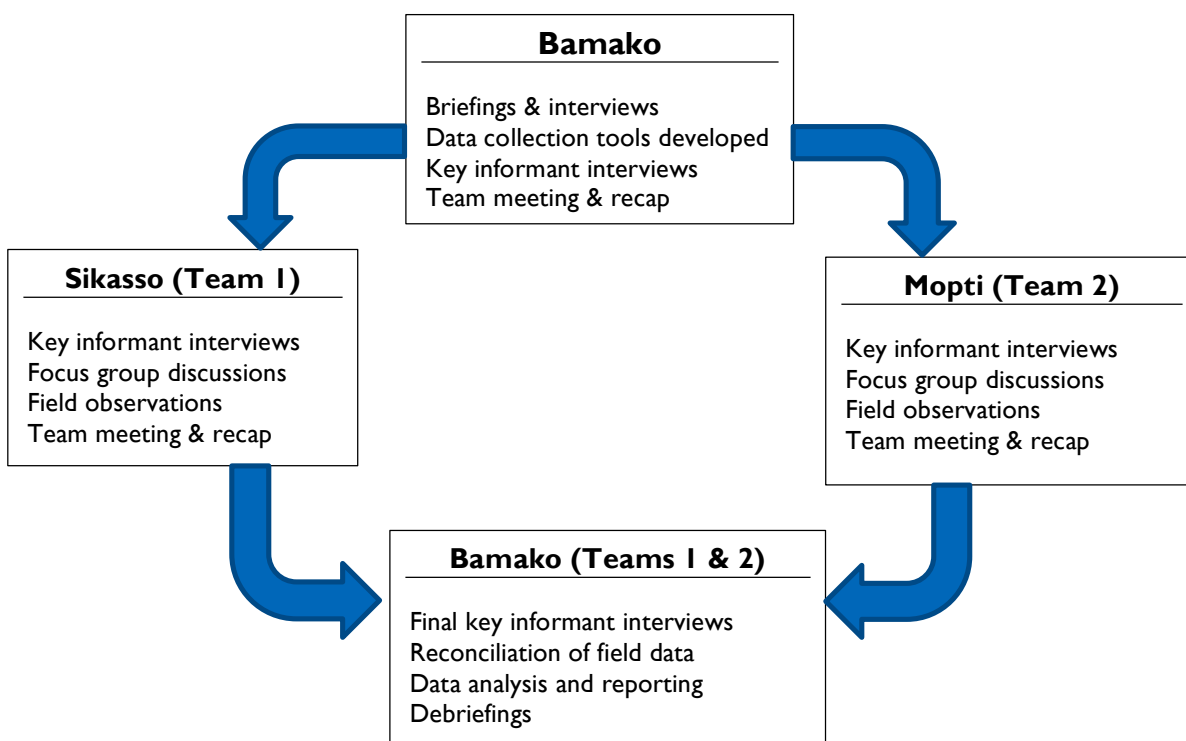 Bamako
Briefings & interviews
Data collection tools developed
Key informant interviews
Team meeting & recap
Sikasso (Team 1)
Key informant interviews
Focus group discussions
Field observations
Team meeting & recap
Mopti (Team 2)
Key informant interviews
Focus group discussions
Field observations
Team meeting & recap
Bamako (Teams 1 & 2)
Final key informant interviews
Reconciliation of field data
Data analysis and reporting
Debriefings